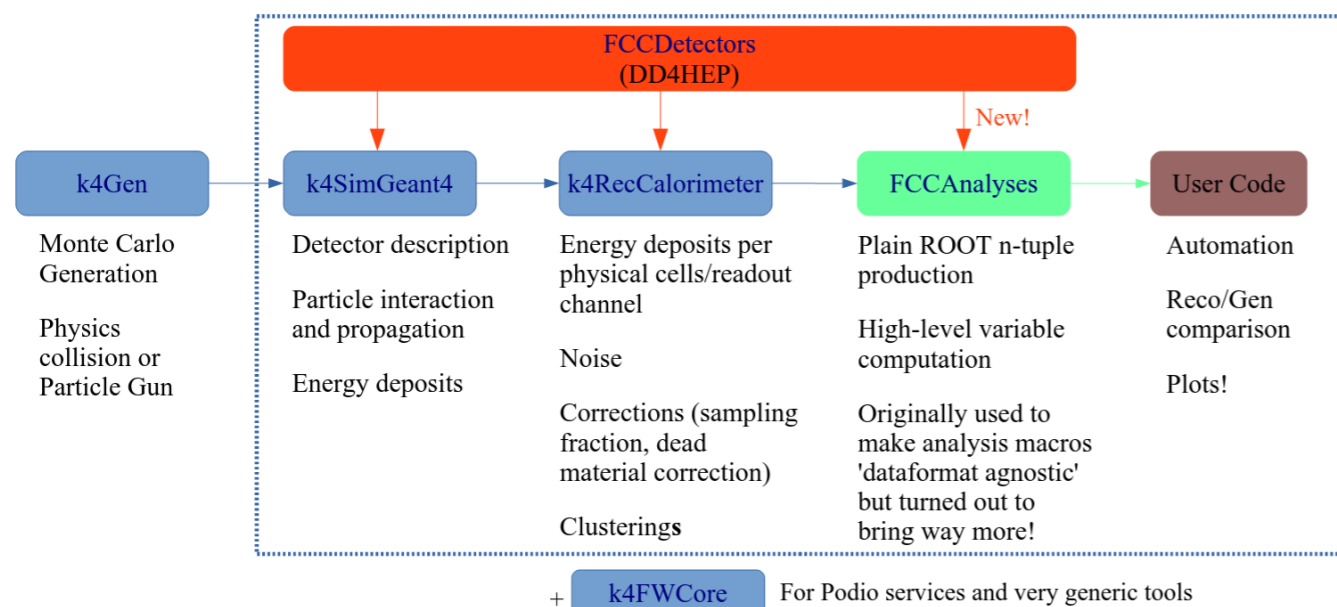 FCCDetectors
(DD4HEP)
New!
k4Gen
k4SimGeant4
k4RecCalorimeter
FCCAnalyses
User Code
Monte Carlo
Generation
Physics
collision or
Particle Gun
Detector description
Particle interaction
and propagation
Energy deposits
Energy deposits per
physical cells/readout
channel
Noise
Corrections (sampling
fraction, dead
material correction)
Clusterings
Plain ROOT n-tuple
production
High-level variable
computation
Originally used to
make analysis macros
'dataformat agnostic'
but turned out to
bring way more!
Automation
Reco/Gen
comparison
Plots!
+ k4FWCore For Podio services and very generic tools